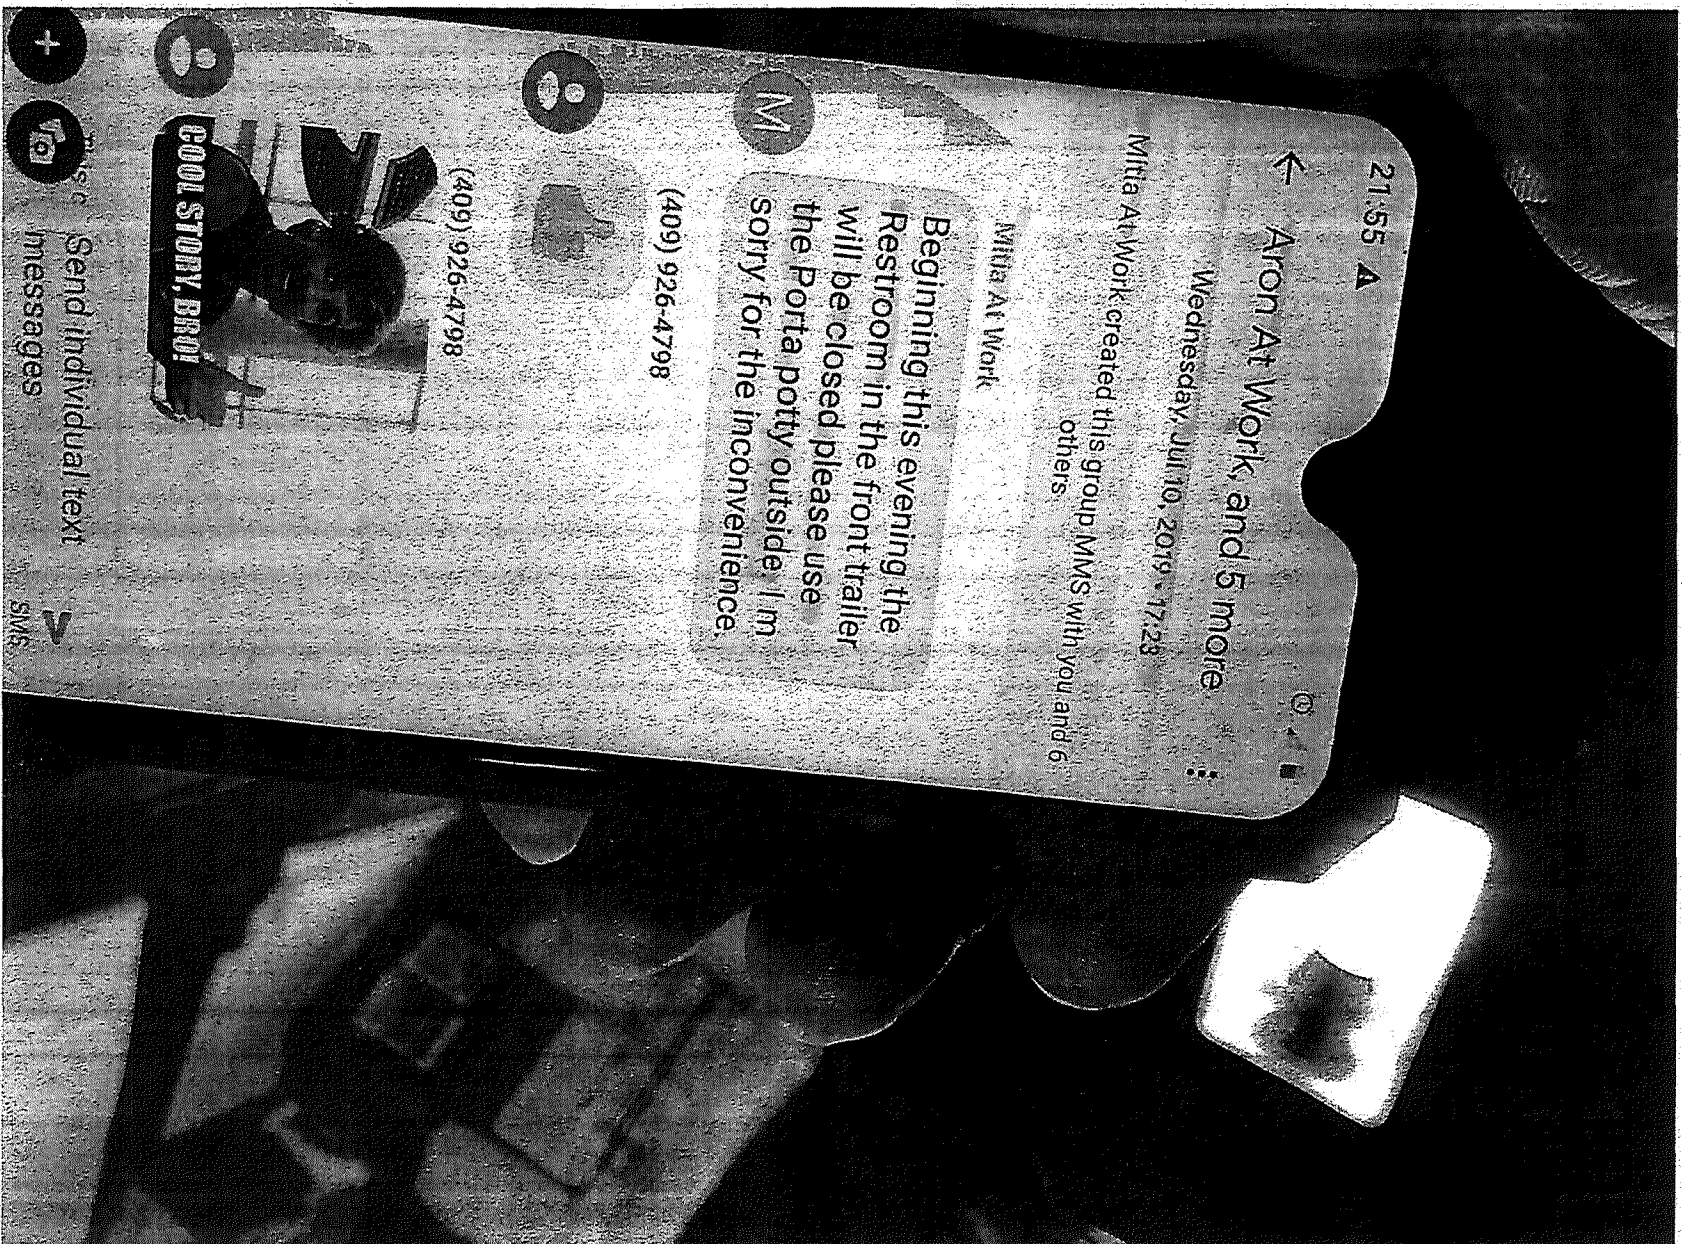 21:55
Aron At Work, and 5 more
Wednesday, Jul 10, 2019 • 17:23
Mitla At Work created this group MMS with you and 6
others
Mitla At Work
M
Beginning this evening the
Restroom in the front trailer
will be closed please use
the Porta potty outside. I'm
sorry for the inconvenience.
(409) 926-4798
(409) 926-4798
COOL STORY, BRO!
Send individual text
messages
SMS